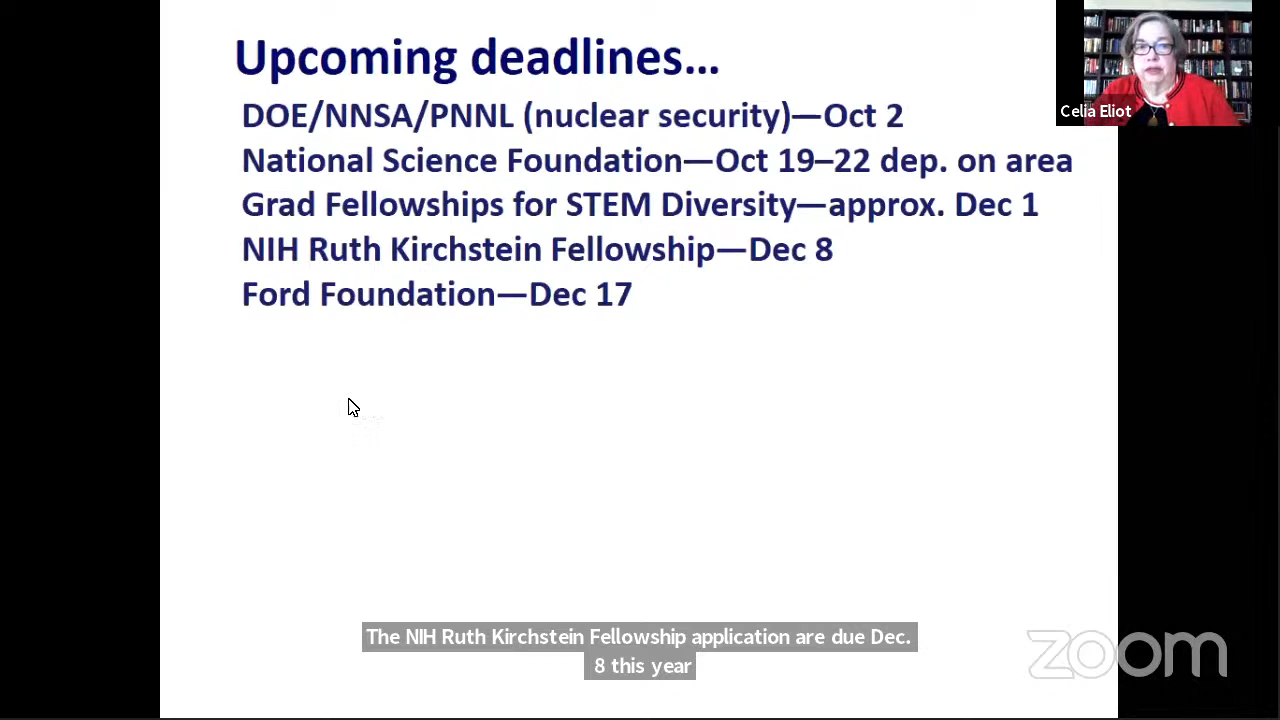 Upcoming deadlines…
DOE/NNSA/PNNL (nuclear security)—Oct 2
National Science Foundation—Oct 19–22 dep. on area
Grad Fellowships for STEM Diversity—approx. Dec 1
NIH Ruth Kirchstein Fellowship—Dec 8
Ford Foundation—Dec 17
Celia Eliot
The NIH Ruth Kirchstein Fellowship application are due Dec.
8 this year
zoom